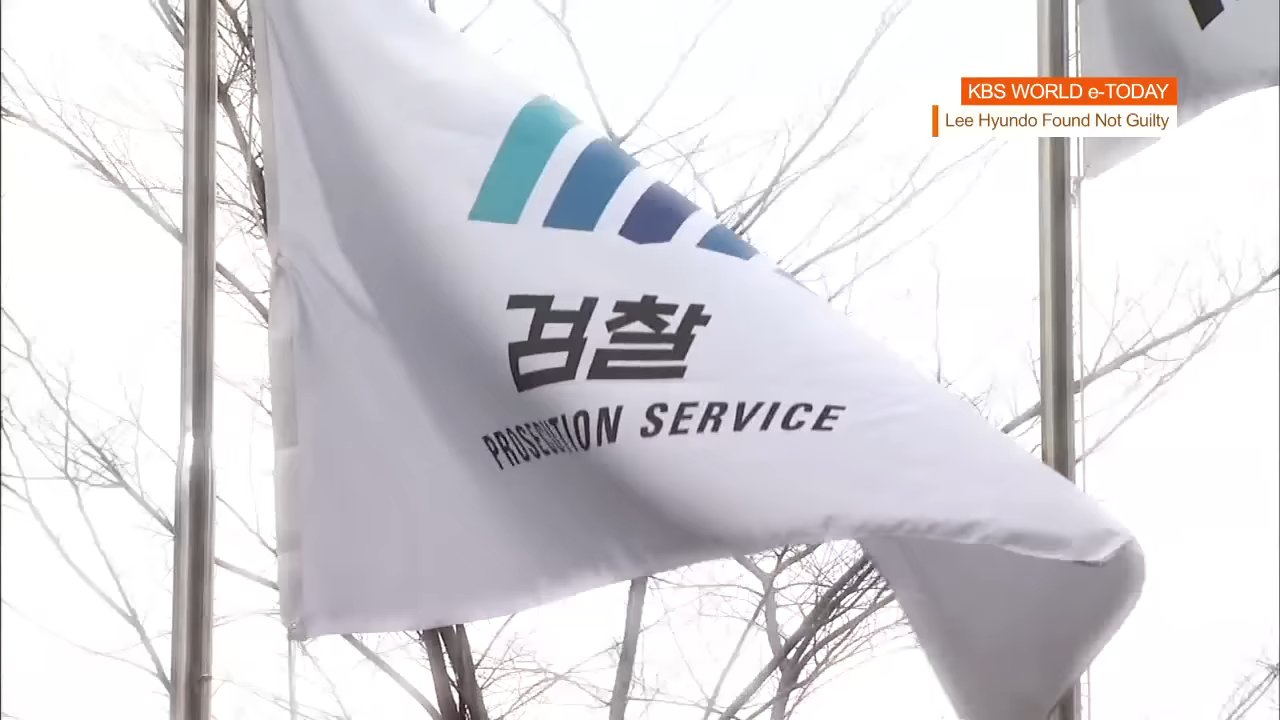 KBS WORLD e-TODAY
Lee Hyundo Found Not Guilty
검찰
PROSECUTION SERVICE